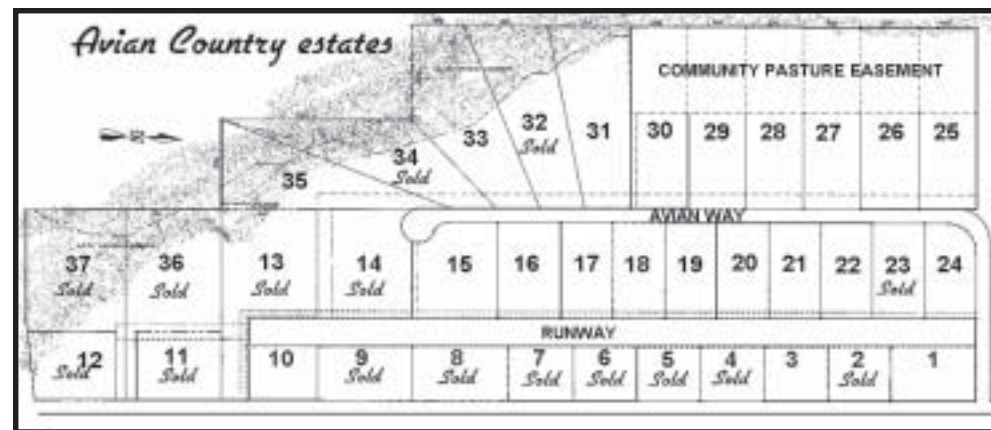 Avian Country estates
COMMUNITY PASTURE EASEMENT
35 34 Sold 33 32 Sold 31 30 29 28 27 26 25
AVIAN WAY
37 Sold 36 Sold 13 Sold 14 Sold 15 16 17 18 19 20 21 22 23 Sold 24
RUNWAY
12 Sold 11 Sold 10 9 Sold 8 Sold 7 Sold 6 Sold 5 Sold 4 Sold 3 2 Sold 1